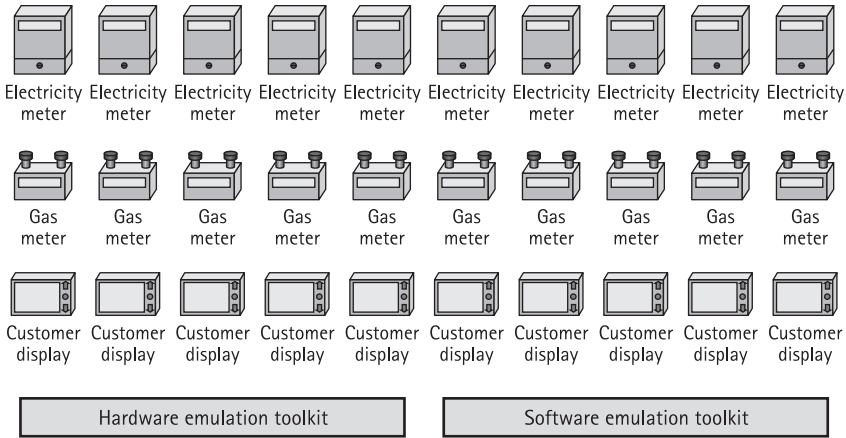 Electricity Electricity Electricity Electricity Electricity Electricity Electricity Electricity Electricity Electricity
meter meter meter meter meter meter meter meter meter meter
Gas Gas Gas Gas Gas Gas Gas Gas Gas Gas
meter meter meter meter meter meter meter meter meter meter
Customer Customer Customer Customer Customer Customer Customer Customer Customer Customer
display display display display display display display display display display
Hardware emulation toolkit Software emulation toolkit